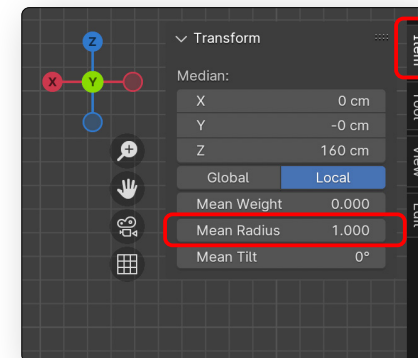 Transform
Median:
X 0 cm
Y -0 cm
Z 160 cm
Global Local
Mean Weight 0.000
Mean Radius 1.000
Mean Tilt 0°
Z
X Y
Item
Tool
View
Edit